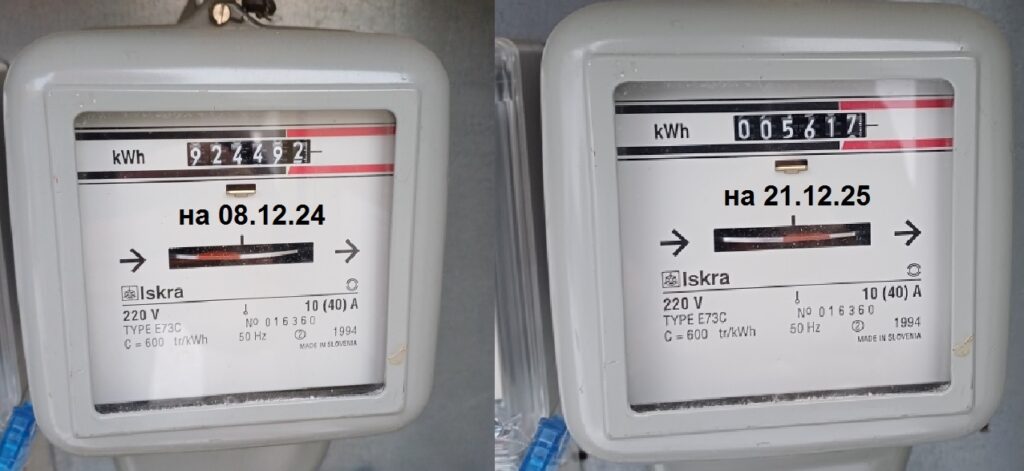 kWh 924492
на 08.12.24
Iskra
220 V 10 (40) A
TYPE E73C № 016360
C = 600 tr/kWh 50 Hz 2 1994
MADE IN SLOVENIA
kWh 005617
на 21.12.25
Iskra
220 V 10 (40) A
TYPE E73C № 016360
C = 600 tr/kWh 50 Hz 2 1994
MADE IN SLOVENIA